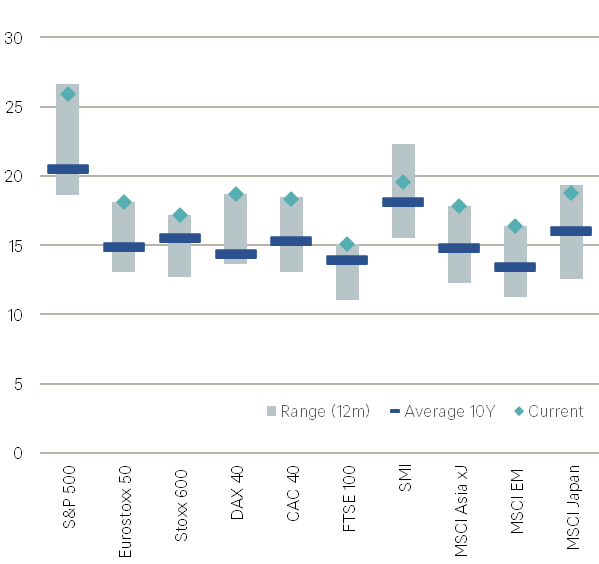 30
25
20
15
10
5
0
Range (12m) Average 10Y Current
S&P 500
Eurostoxx 50
Stoxx 600
DAX 40
CAC 40
FTSE 100
SMI
MSCI Asia xJ
MSCI EM
MSCI Japan